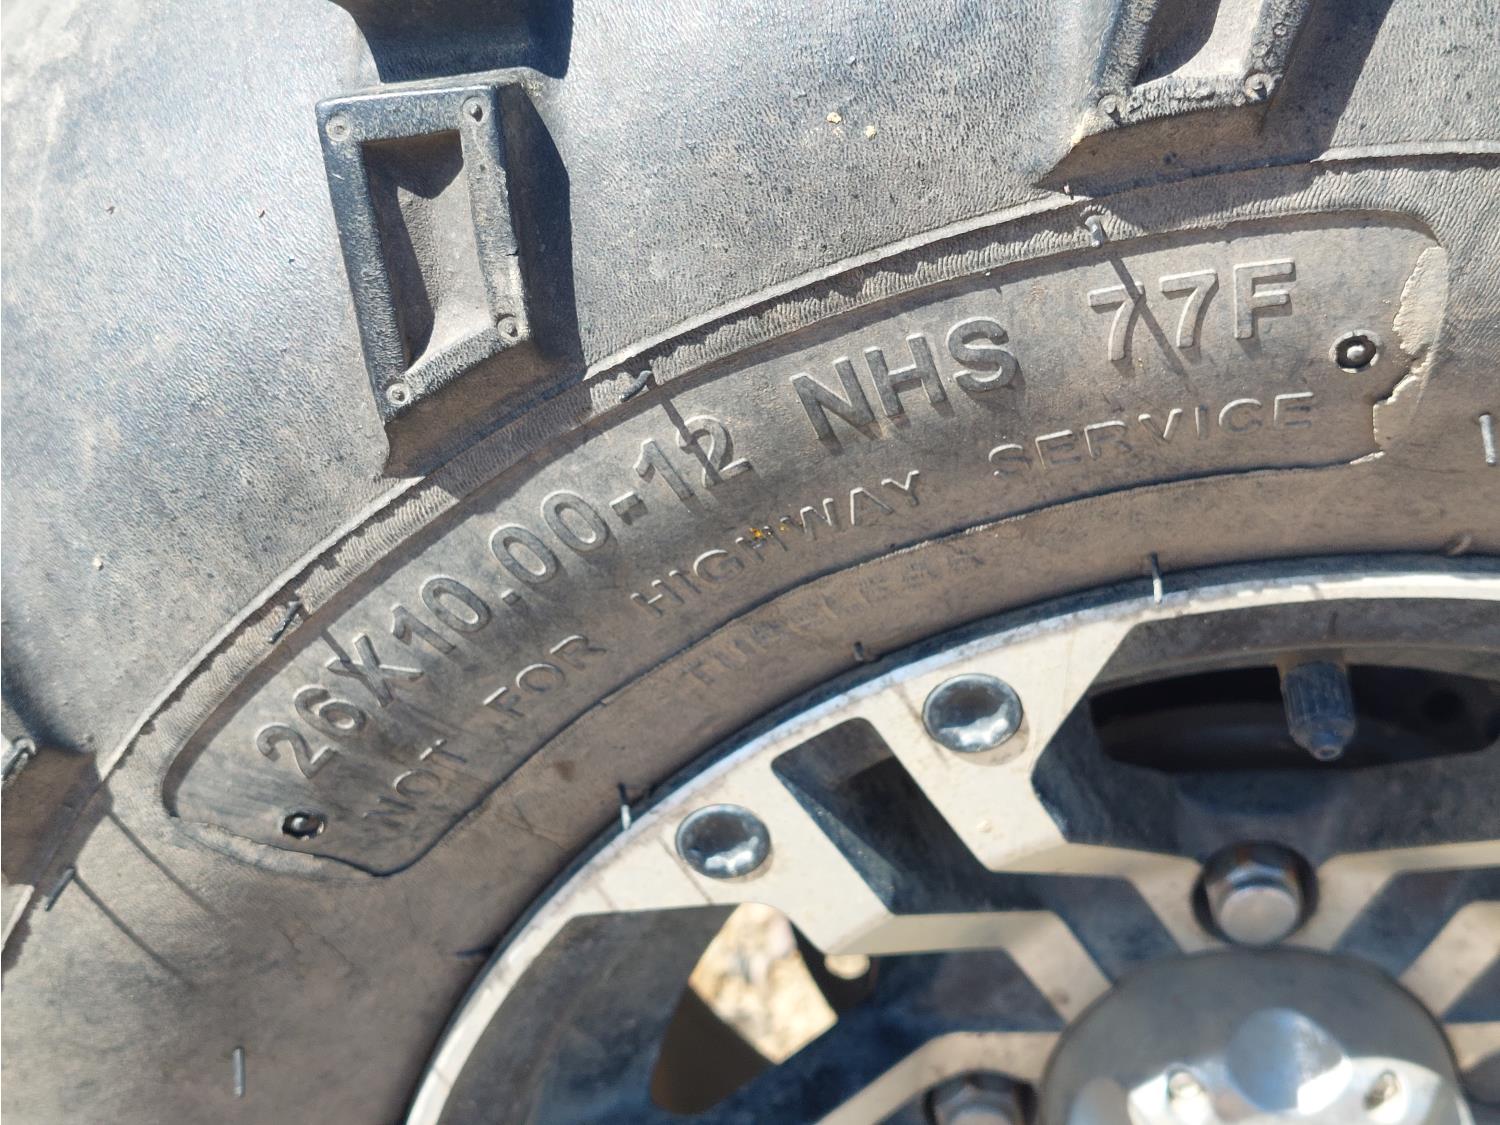 26X10.00-12 NHS 77F
NOT FOR HIGHWAY SERVICE
TUBELESS